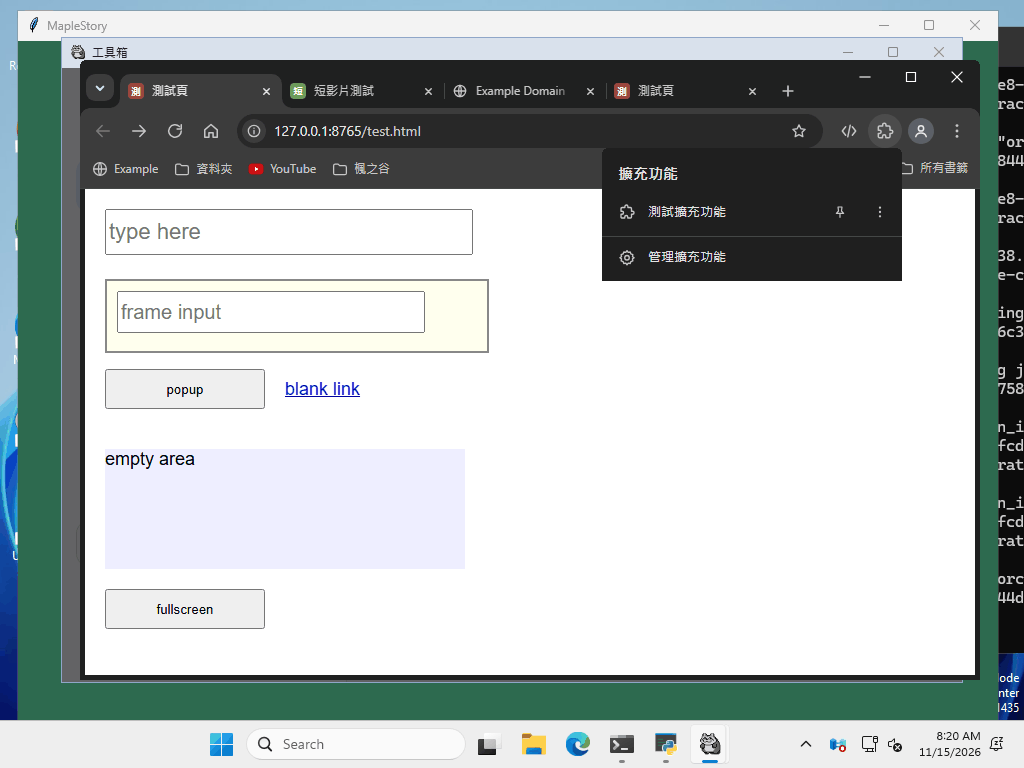 MapleStory
工具箱
測試頁
短影片測試
Example Domain
測試頁
127.0.0.1:8765/test.html
Example
資料夾
YouTube
楓之谷
所有書籤
擴充功能
測試擴充功能
管理擴充功能
type here
frame input
popup
blank link
empty area
fullscreen
Search
8:20 AM
11/15/2026